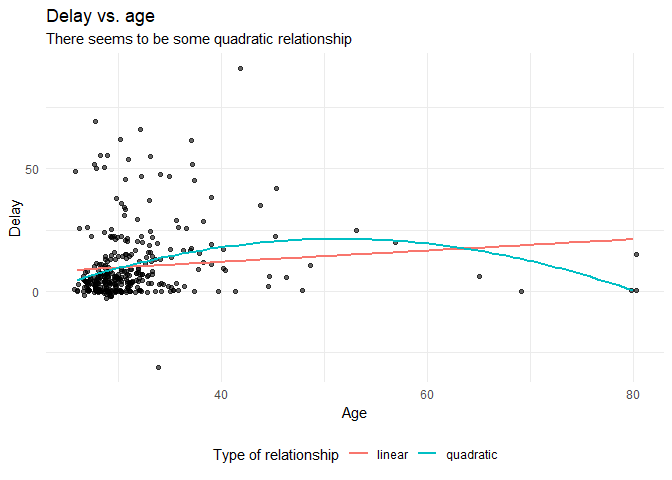 Delay vs. age
There seems to be some quadratic relationship
Delay
50
0
40
60
80
Age
Type of relationship linear quadratic